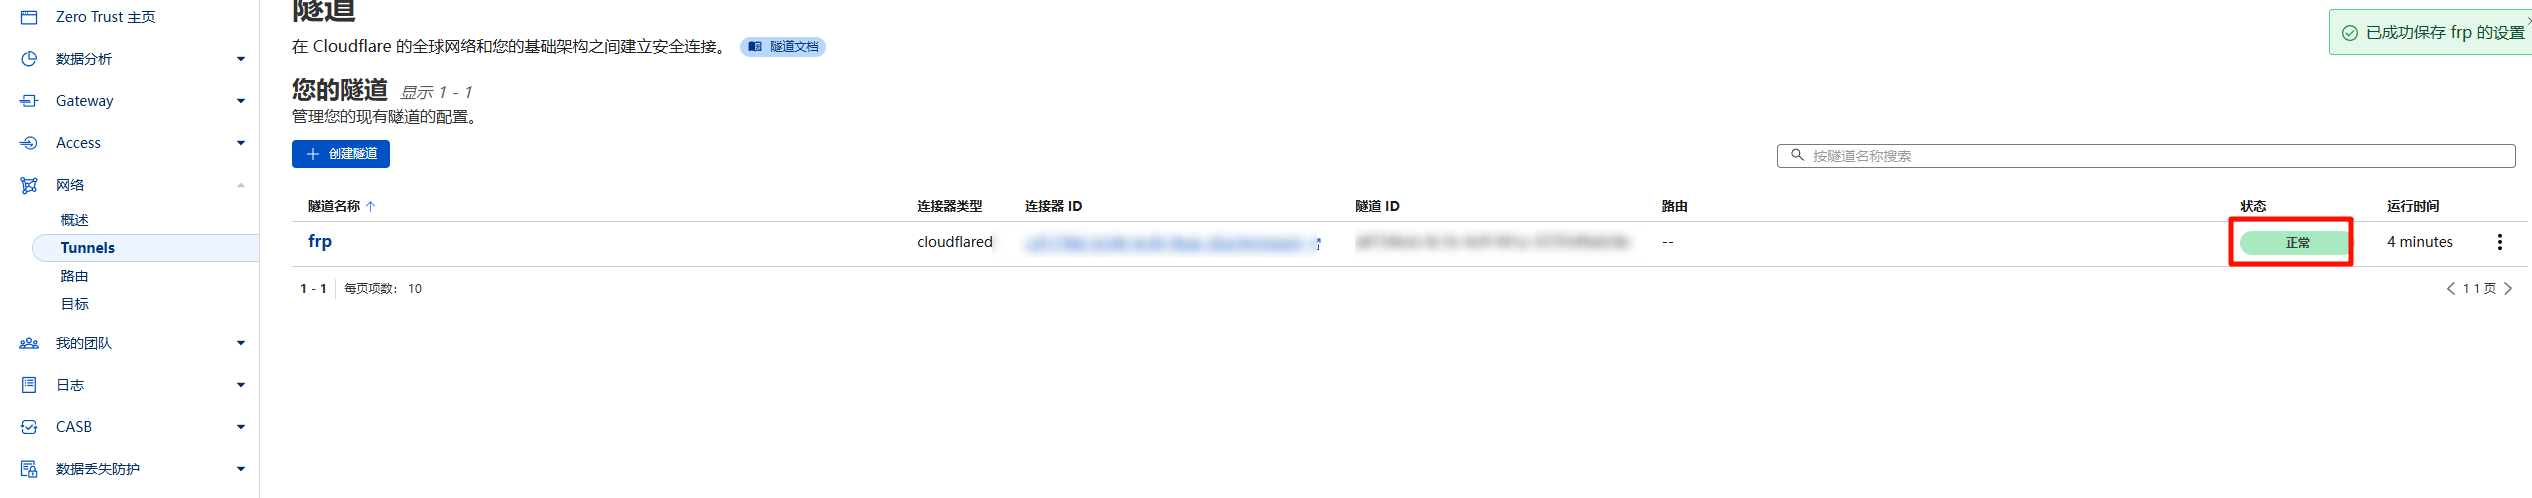 Zero Trust 主页
数据分析
Gateway
Access
网络
概述
Tunnels
路由
目标
我的团队
日志
CASB
数据丢失防护
隧道
在 Cloudflare 的全球网络和您的基础架构之间建立安全连接。 隧道文档
已成功保存 frp 的设置
您的隧道 显示 1 - 1
管理您的现有隧道的配置。
创建隧道
按隧道名称搜索
隧道名称 连接器类型 连接器 ID 隧道 ID 路由 状态 运行时间
frp cloudflared -- 正常 4 minutes
1 - 1 每页项数： 10 1 1 页